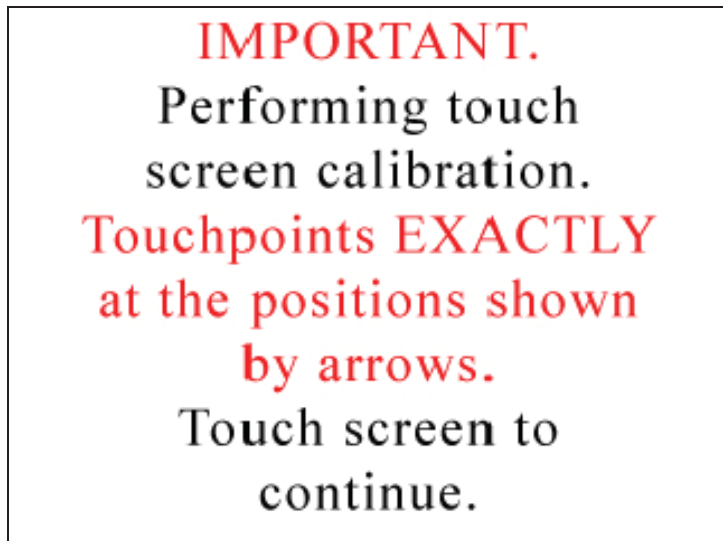 IMPORTANT.
Performing touch
screen calibration.
Touchpoints EXACTLY
at the positions shown
by arrows.
Touch screen to
continue.